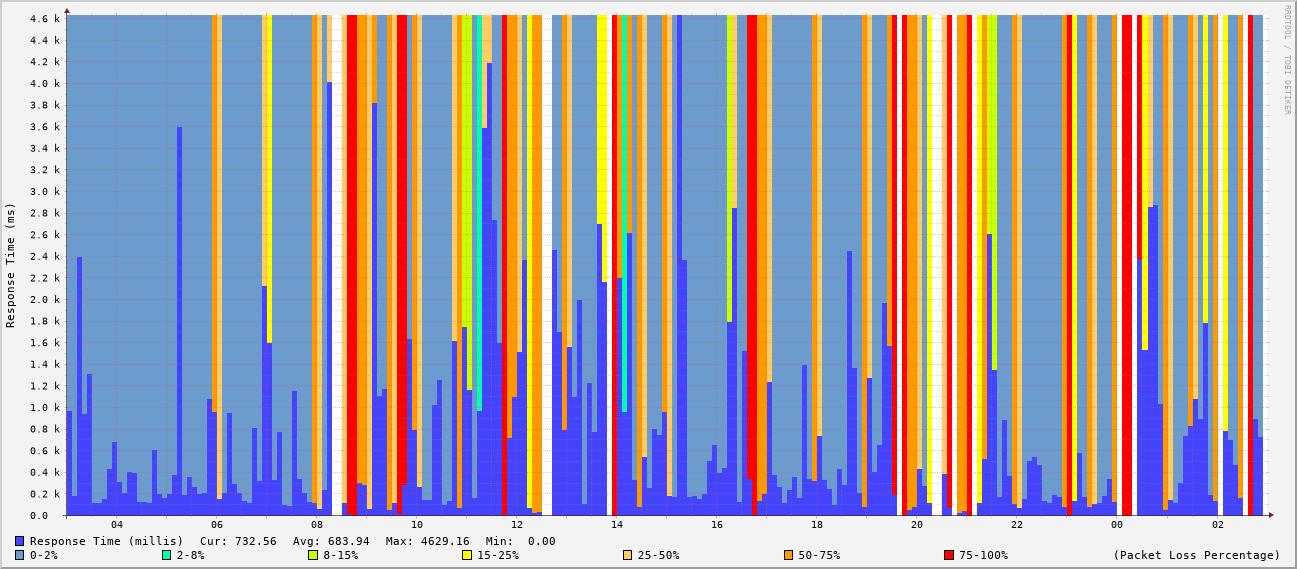 RRDTOOL / TOBI OETIKER
Response Time (ms)
4.6 k
4.4 k
4.2 k
4.0 k
3.8 k
3.6 k
3.4 k
3.2 k
3.0 k
2.8 k
2.6 k
2.4 k
2.2 k
2.0 k
1.8 k
1.6 k
1.4 k
1.2 k
1.0 k
0.8 k
0.6 k
0.4 k
0.2 k
0.0
04 06 08 10 12 14 16 18 20 22 00 02
Response Time (millis) Cur: 732.56 Avg: 683.94 Max: 4629.16 Min: 0.00
0-2% 2-8% 8-15% 15-25% 25-50% 50-75% 75-100% (Packet Loss Percentage)